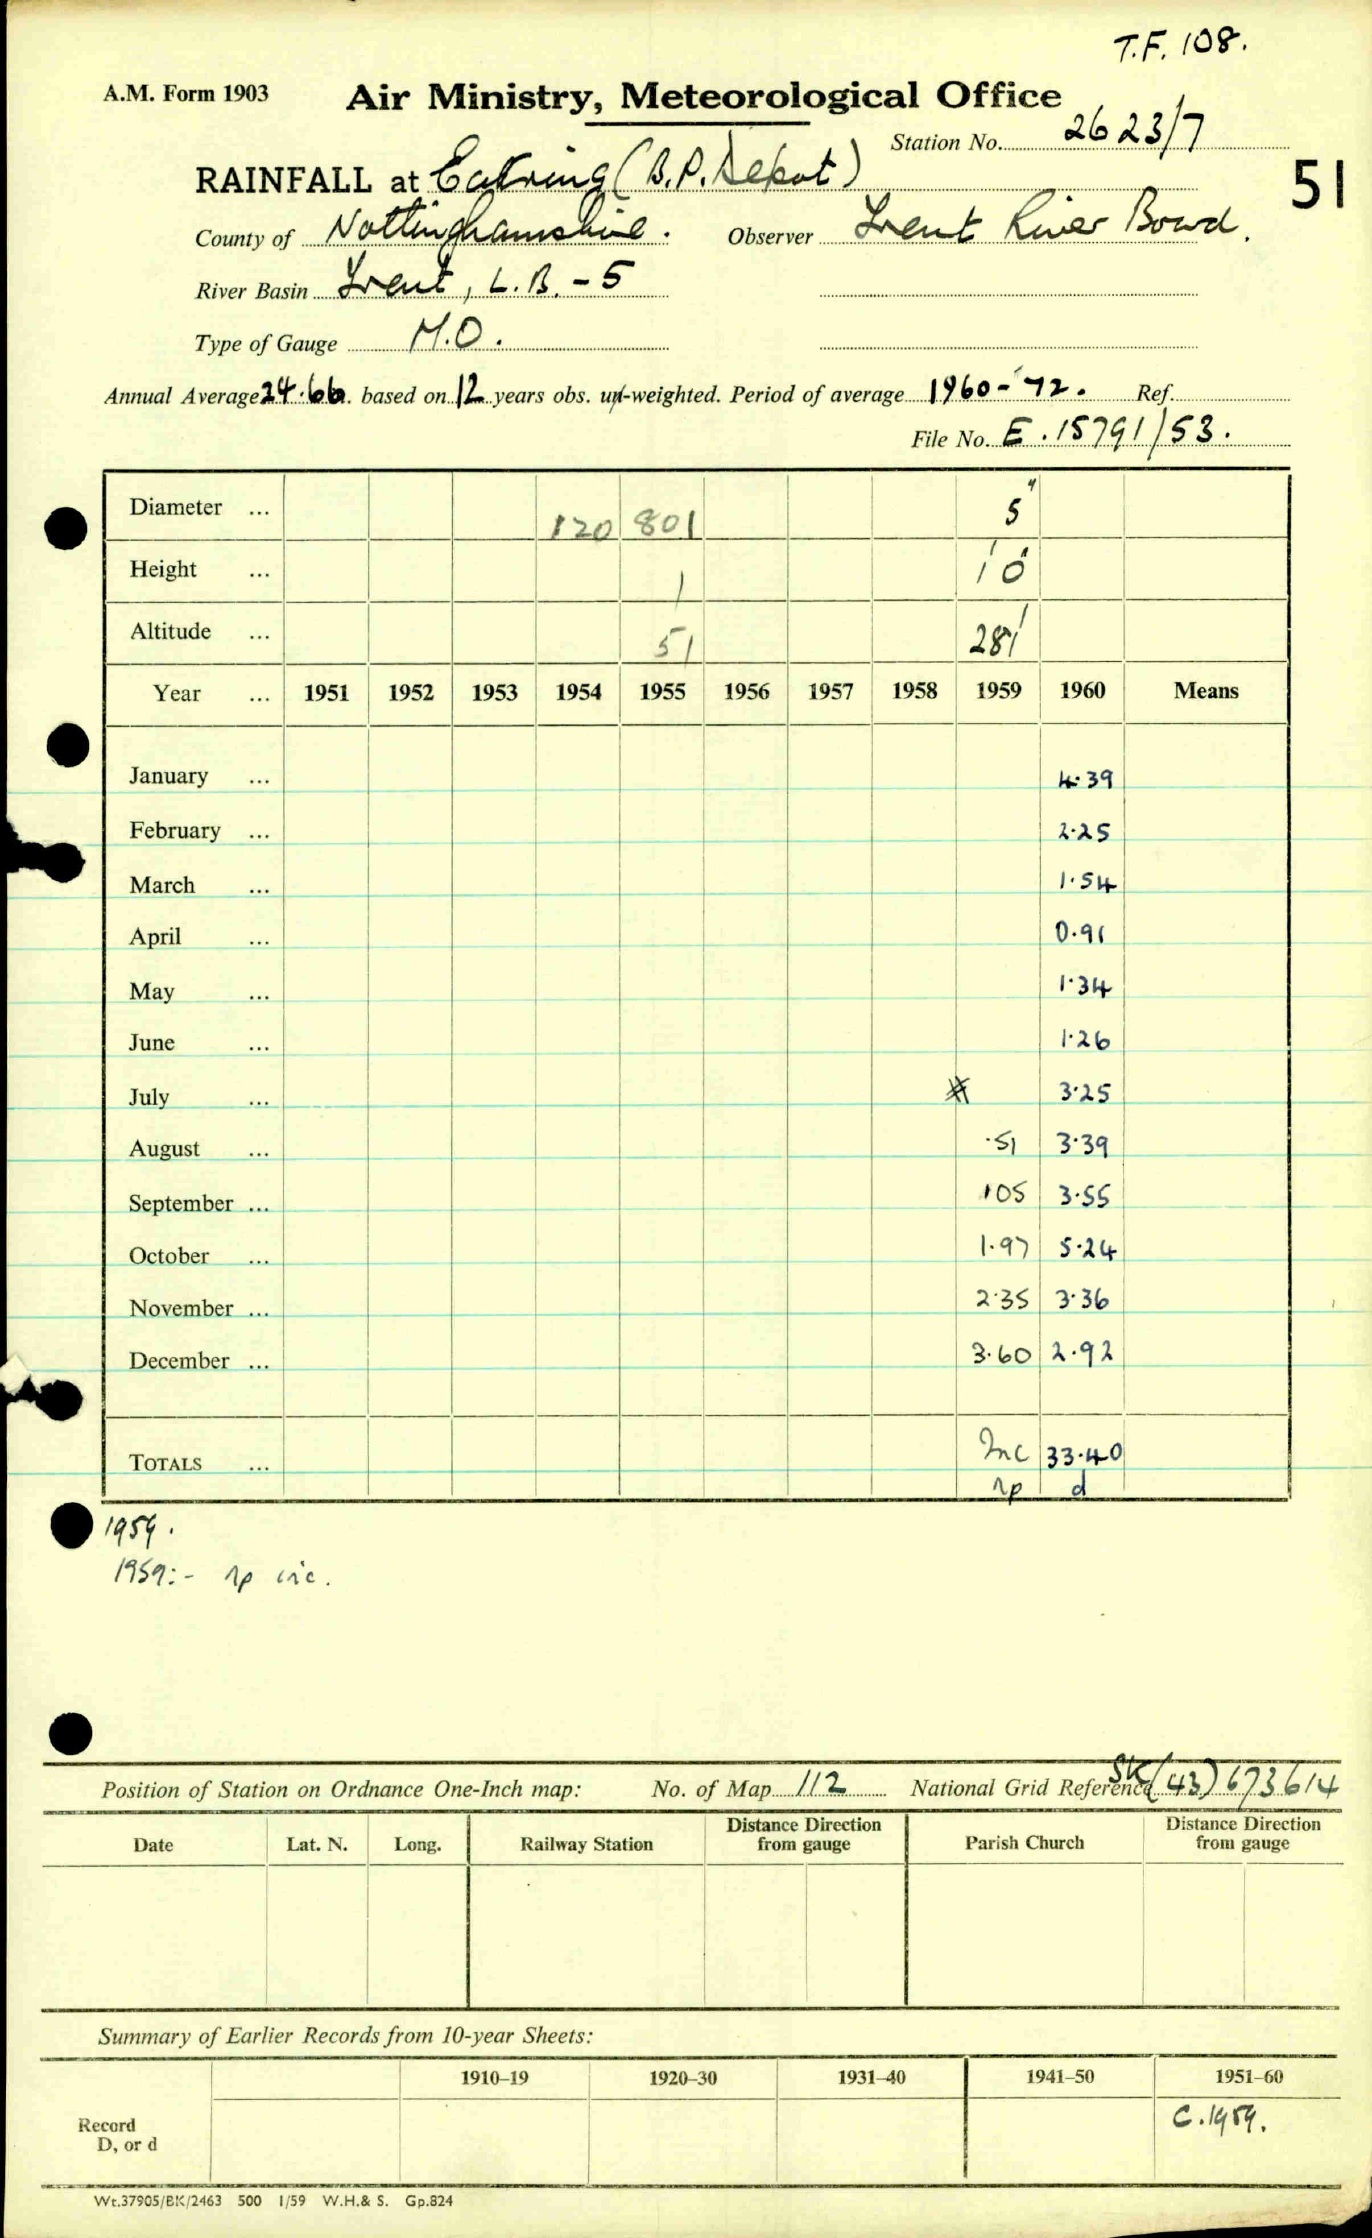 T.F. 108.
A.M. Form 1903 Air Ministry, Meteorological Office
Station No. 2623/7
RAINFALL at Eakring (B.P. Depot) 51
County of Nottinghamshire. Observer Trent River Board.
River Basin Trent, L.B. - 5
Type of Gauge M.O.
Annual Average 24.66 based on 12 years obs. un-weighted. Period of average 1960-72. Ref.
File No. E.15791/53.
Diameter ... 120 801 5"
Height ... 1 1' 0"
Altitude ... 51 281'
Year ... 1951 1952 1953 1954 1955 1956 1957 1958 1959 1960 Means
January ... 4.39
February ... 2.25
March ... 1.54
April ... 0.91
May ... 1.34
June ... 1.26
July ... 3.25
August ... .51 3.39
September ... 105 3.55
October ... 1.97 5.24
November ... 2.35 3.36
December ... 3.60 2.92
TOTALS ... Inc 33.40
rp d
1959.
1959:- rp inc.
Position of Station on Ordnance One-Inch map: No. of Map 112 National Grid Reference SK(43) 673614
Date Lat. N. Long. Railway Station Distance Direction from gauge Parish Church Distance Direction from gauge
Summary of Earlier Records from 10-year Sheets:
1910–19 1920–30 1931–40 1941–50 1951–60
Record D, or d C.1959.
Wt.37905/BK/2463 500 1/59 W.H.& S. Gp.824